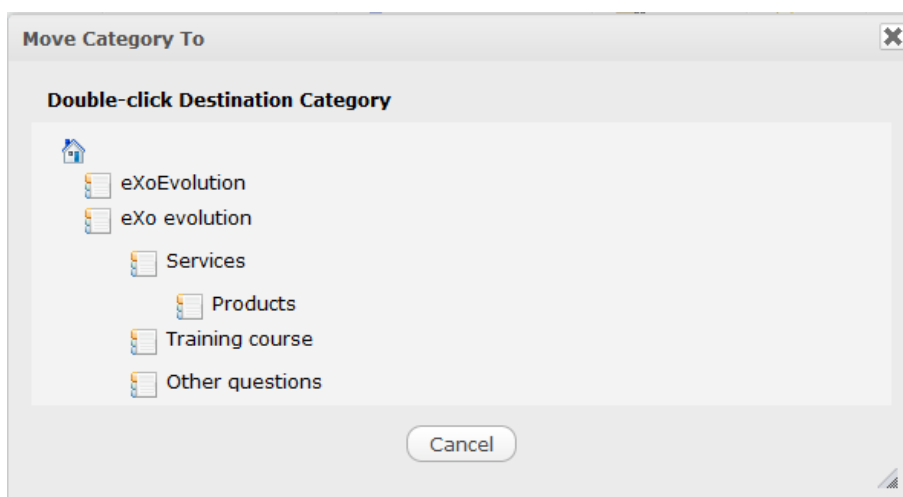 Move Category To
Double-click Destination Category
eXoEvolution
eXo evolution
Services
Products
Training course
Other questions
Cancel